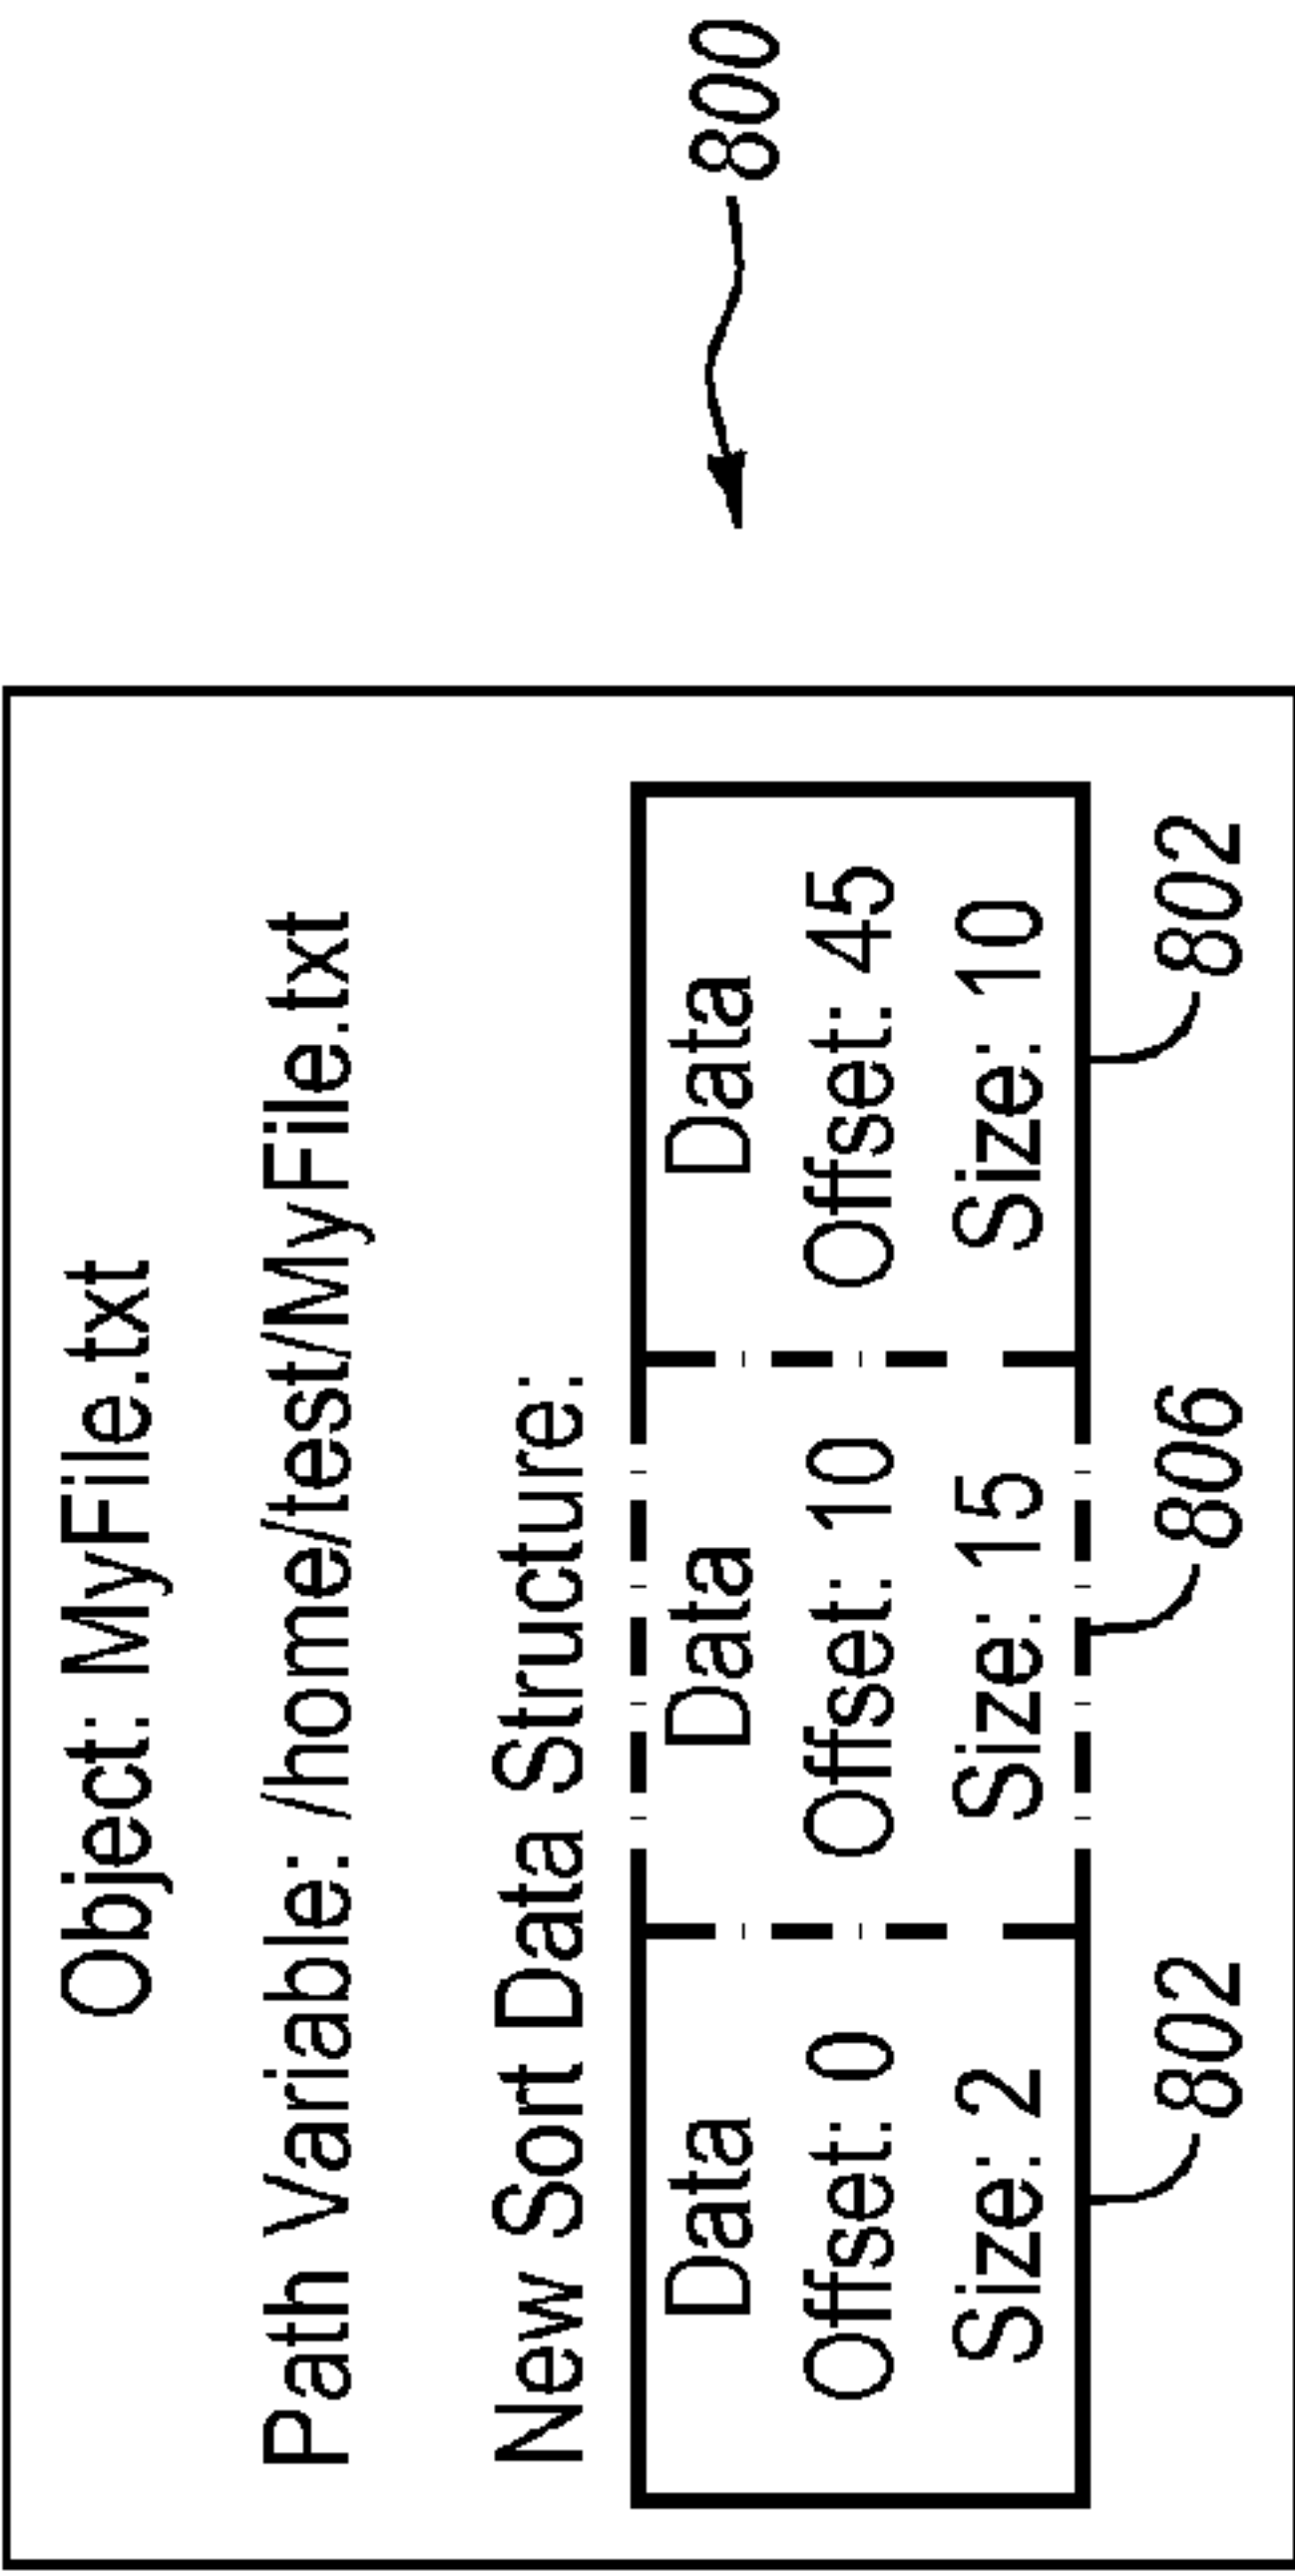 Object: MyFile.txt
Path Variable: /home/test/MyFile.txt
New Sort Data Structure:
Data
Offset: 0
Size: 2
Data
Offset: 10
Size: 15
Data
Offset: 45
Size: 10
802
806
802
800